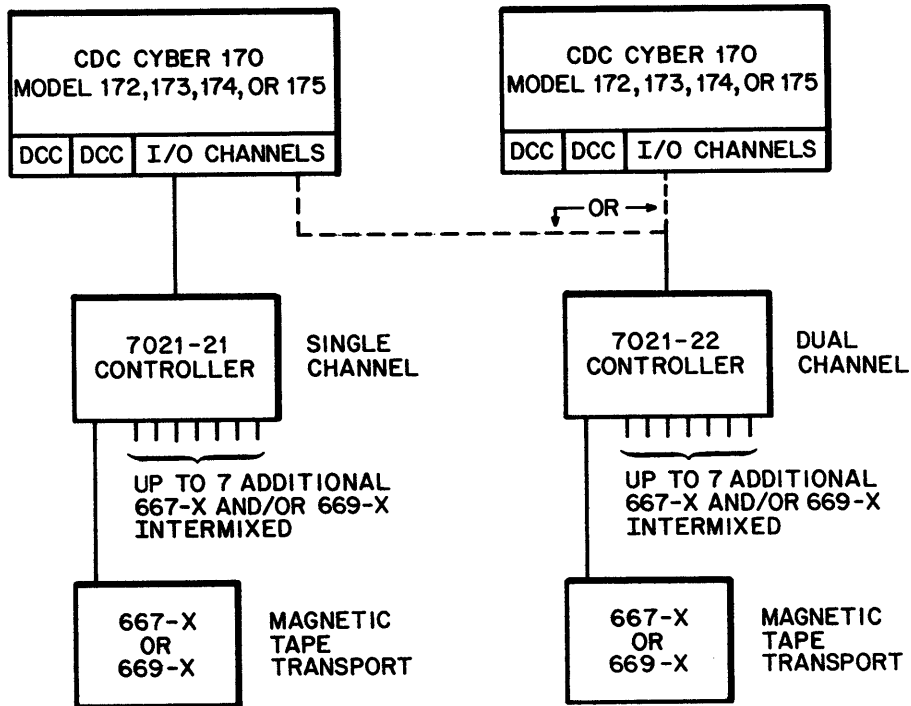 CDC CYBER 170
MODEL 172,173,174, OR 175
DCC DCC I/O CHANNELS
CDC CYBER 170
MODEL 172,173,174, OR 175
DCC DCC I/O CHANNELS
OR
7021-21
CONTROLLER
SINGLE
CHANNEL
7021-22
CONTROLLER
DUAL
CHANNEL
UP TO 7 ADDITIONAL
667-X AND/OR 669-X
INTERMIXED
UP TO 7 ADDITIONAL
667-X AND/OR 669-X
INTERMIXED
667-X
OR
669-X
MAGNETIC
TAPE
TRANSPORT
667-X
OR
669-X
MAGNETIC
TAPE
TRANSPORT